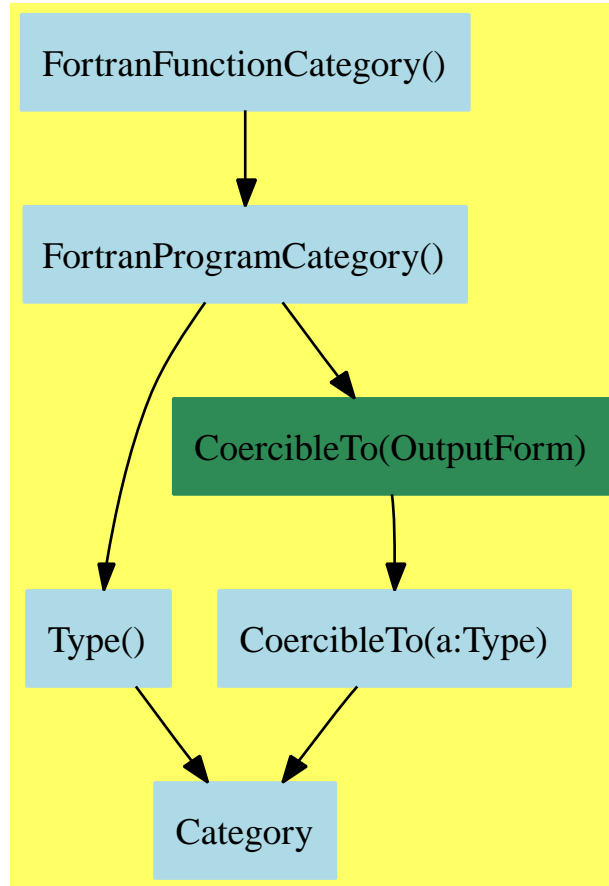 FortranFunctionCategory()
FortranProgramCategory()
CoercibleTo(OutputForm)
Type()
CoercibleTo(a:Type)
Category